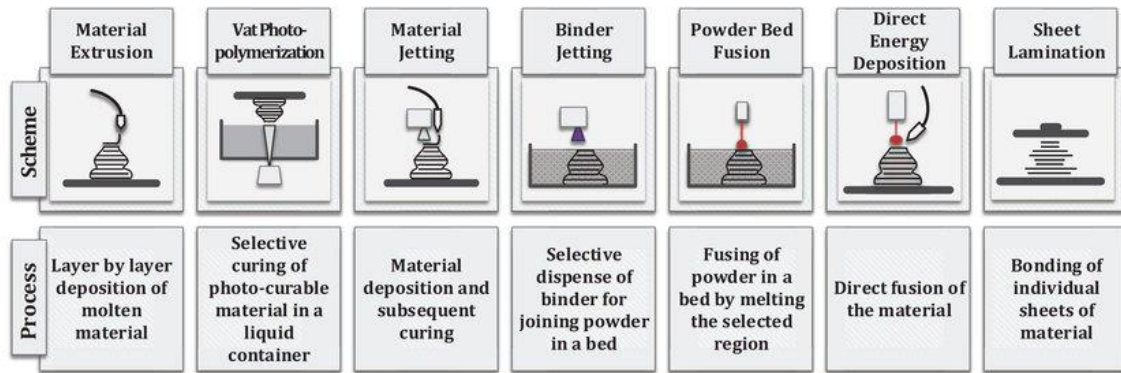 Material
Extrusion
Vat Photo-
polymerization
Material
Jetting
Binder
Jetting
Powder Bed
Fusion
Direct
Energy
Deposition
Sheet
Lamination
Scheme
Process
Layer by layer
deposition of
molten
material
Selective
curing of
photo-curable
material in a
liquid
container
Material
deposition and
subsequent
curing
Selective
dispense of
binder for
joining powder
in a bed
Fusing of
powder in a
bed by melting
the selected
region
Direct fusion of
the material
Bonding of
individual
sheets of
material